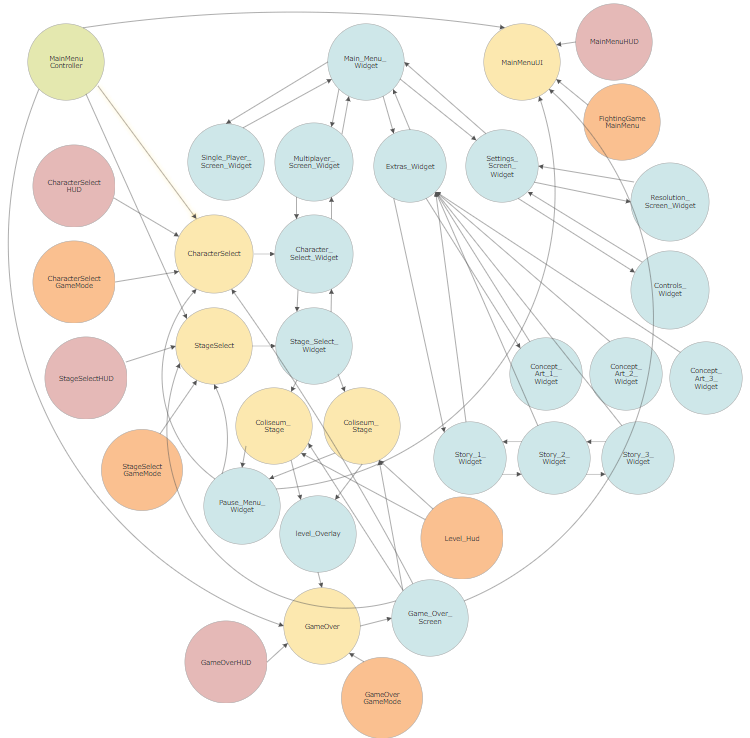 MainMenu
Controller
Main_Menu_
Widget
MainMenuUI
MainMenuHUD
FightingGame
MainMenu
Single_Player_
Screen_Widget
Multiplayer_
Screen_Widget
Extras_Widget
Settings_
Screen_
Widget
CharacterSelect
HUD
Resolution_
Screen_Widget
CharacterSelect
Character_
Select_Widget
CharacterSelect
GameMode
Controls_
Widget
StageSelect
Stage_Select_
Widget
StageSelectHUD
Concept_
Art_1_
Widget
Concept_
Art_2_
Widget
Concept_
Art_3_
Widget
Coliseum_
Stage
Coliseum_
Stage
StageSelect
GameMode
Story_1_
Widget
Story_2_
Widget
Story_3_
Widget
Pause_Menu_
Widget
level_Overlay
Level_Hud
GameOver
Game_Over_
Screen
GameOverHUD
GameOver
GameMode